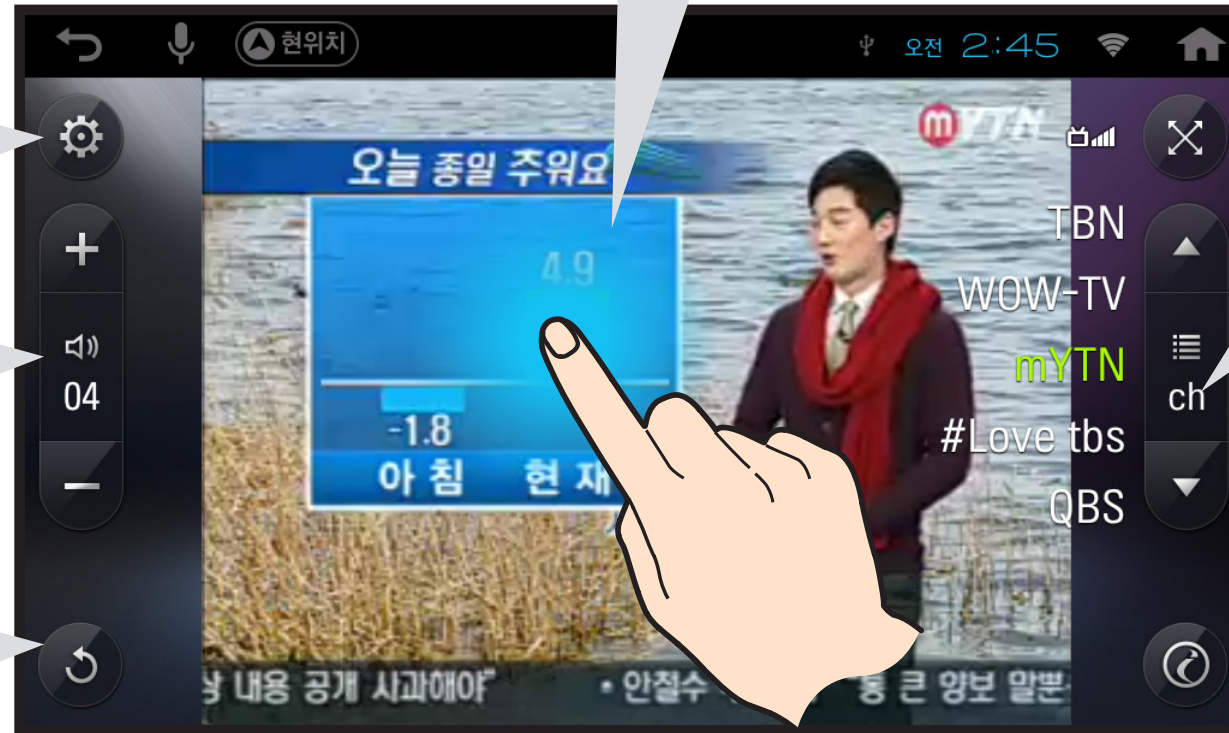 현위치
오전 2:45
mYTN
오늘 종일 추워요
TBN
4.9
WOW-TV
mYTN
04
ch
-1.8
#Love tbs
아침 현재
QBS
상 내용 공개 사과해야"
• 안철수
통 큰 양보 말뿐